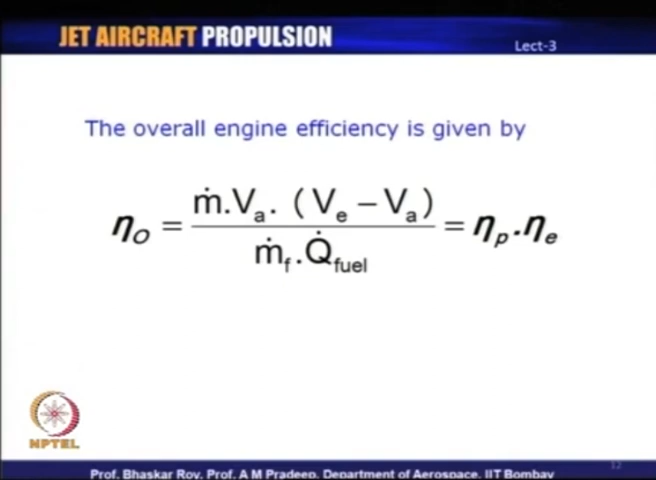 JET AIRCRAFT PROPULSION
Lect-3
The overall engine efficiency is given by
η_O = ṁ.V_a. (V_e – V_a) / ṁ_f.Q̇_fuel = η_p.η_e
NPTEL
12
Prof. Bhaskar Roy, Prof. A M Pradeep, Department of Aerospace, IIT Bombay